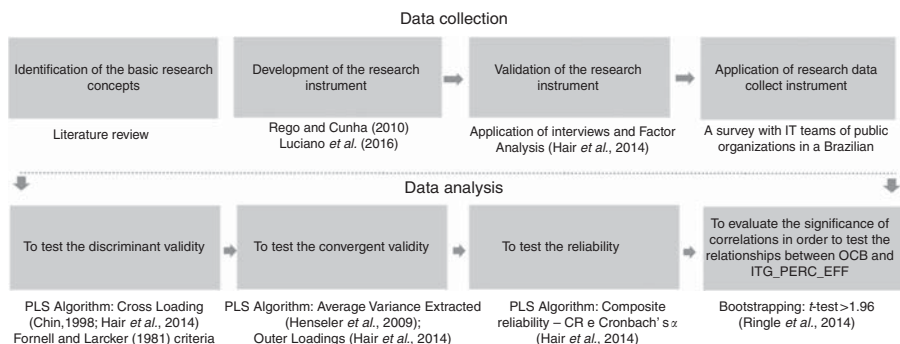 Data collection
Identification of the basic research
concepts
Development of the research
instrument
Validation of the research
instrument
Application of research data
collect instrument
Literature review
Rego and Cunha (2010)
Luciano et al. (2016)
Application of interviews and Factor
Analysis (Hair et al., 2014)
A survey with IT teams of public
organizations in a Brazilian
Data analysis
To test the discriminant validity
To test the convergent validity
To test the reliability
To evaluate the significance of
correlations in order to test the
relationships between OCB and
ITG_PERC_EFF
PLS Algorithm: Cross Loading
(Chin,1998; Hair et al., 2014)
Fornell and Larcker (1981) criteria
PLS Algorithm: Average Variance Extracted
(Henseler et al., 2009);
Outer Loadings (Hair et al., 2014)
PLS Algorithm: Composite
reliability – CR e Cronbach's α
(Hair et al., 2014)
Bootstrapping: t-test>1.96
(Ringle et al., 2014)